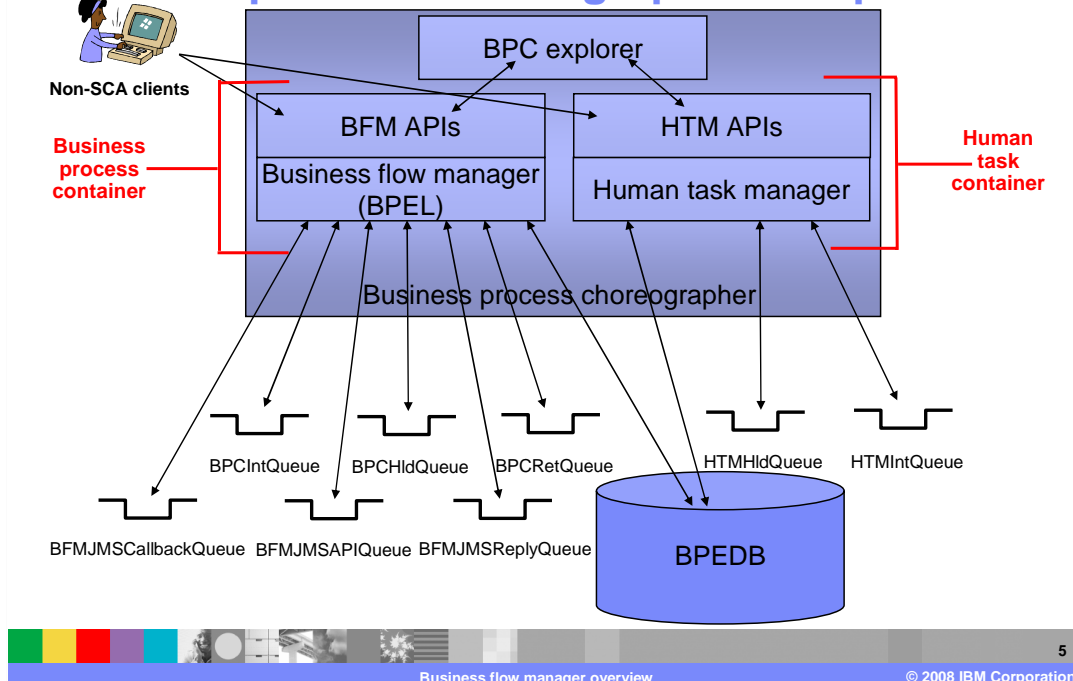 BPC explorer
Non-SCA clients
BFM APIs
HTM APIs
Business
process
container
Human
task
container
Business flow manager
(BPEL)
Human task manager
Business process choreographer
BPCIntQueue
BPCHldQueue
BPCRetQueue
HTMHldQueue
HTMIntQueue
BFMJMSCallbackQueue
BFMJMSAPIQueue
BFMJMSReplyQueue
BPEDB
5
Business flow manager overview
© 2008 IBM Corporation